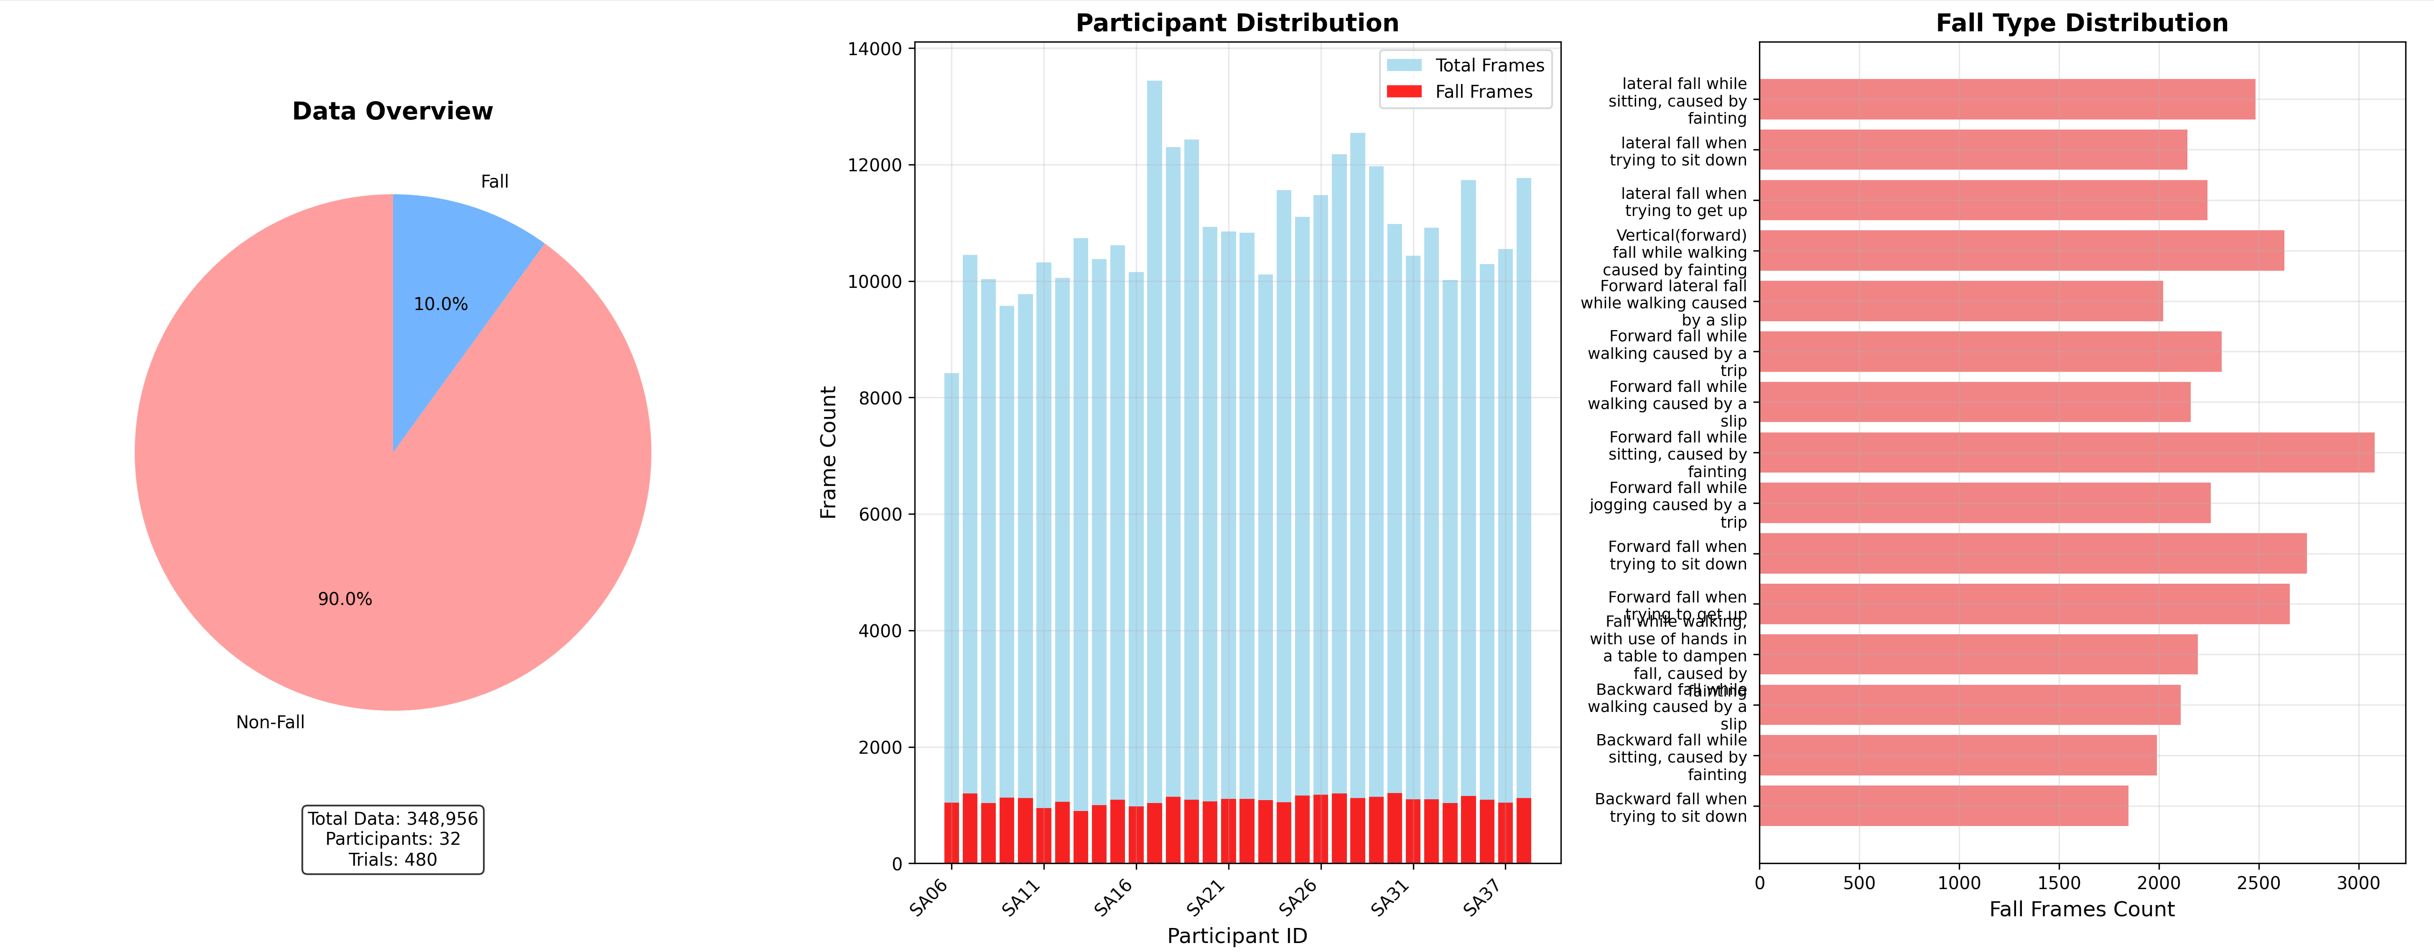 Data Overview
Fall
10.0%
90.0%
Non-Fall
Total Data: 348,956
Participants: 32
Trials: 480
Participant Distribution
Total Frames
Fall Frames
14000
12000
10000
8000
6000
4000
2000
0
Frame Count
SA06
SA11
SA16
SA21
SA26
SA31
SA37
Participant ID
Fall Type Distribution
lateral fall while
sitting, caused by
fainting
lateral fall when
trying to sit down
lateral fall when
trying to get up
Vertical(forward)
fall while walking
caused by fainting
Forward lateral fall
while walking caused
by a slip
Forward fall while
walking caused by a
trip
Forward fall while
walking caused by a
slip
Forward fall while
sitting, caused by
fainting
Forward fall while
jogging caused by a
trip
Forward fall when
trying to sit down
Forward fall when
trying to get up
Fall while walking,
with use of hands in
a table to dampen
fall, caused by
fainting
Backward fall while
walking caused by a
slip
Backward fall while
sitting, caused by
fainting
Backward fall when
trying to sit down
0
500
1000
1500
2000
2500
3000
Fall Frames Count